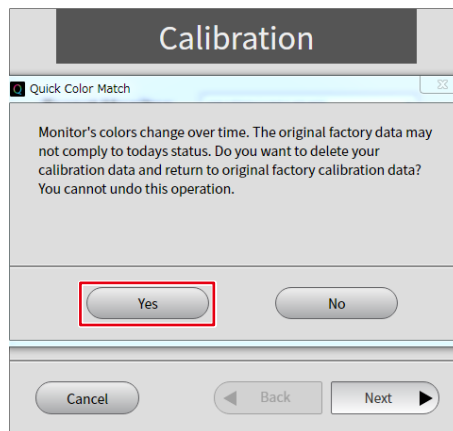 Calibration
Quick Color Match
Monitor's colors change over time. The original factory data may
not comply to todays status. Do you want to delete your
calibration data and return to original factory calibration data?
You cannot undo this operation.
Yes No
Cancel Back Next